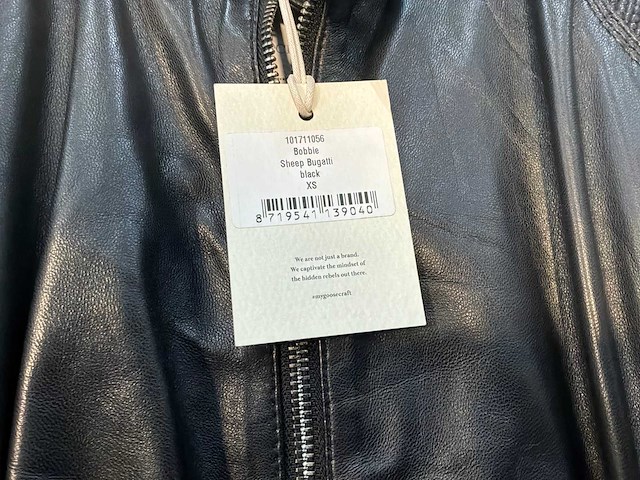 101711056
Bobbie
Sheep Bugatti
black
XS
8 719541 139040
We are not just a brand.
We captivate the mindset of
the hidden rebels out there.
#mygoosecraft